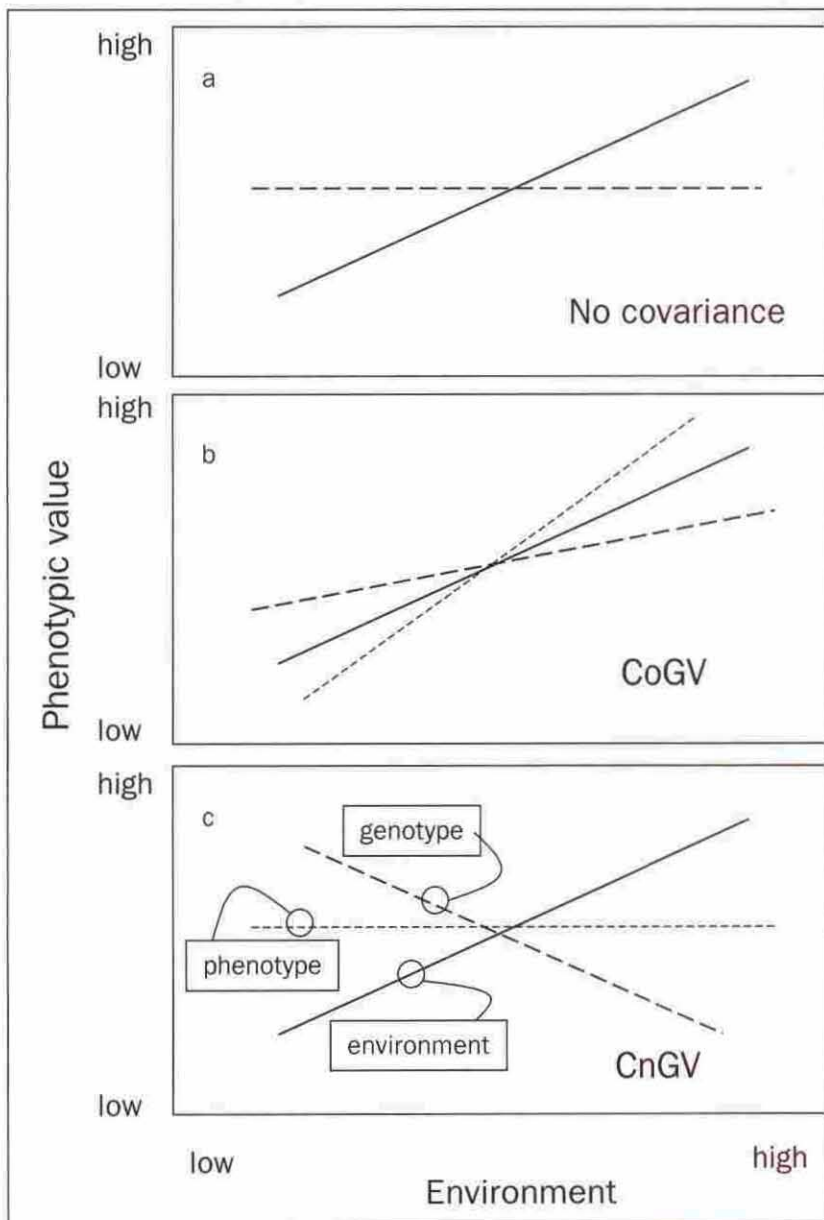 high
a
No covariance
low
high
b
CoGV
low
Phenotypic value
high
c
genotype
phenotype
environment
CnGV
low
low
high
Environment